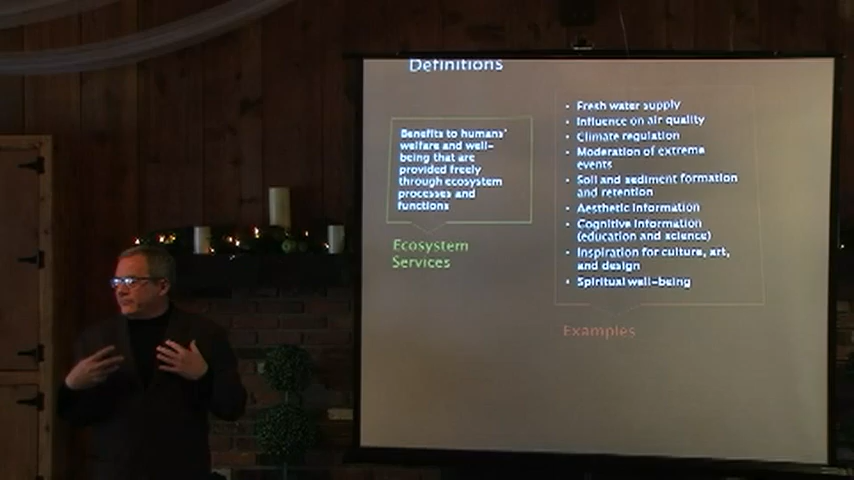 Definitions
Benefits to humans'
welfare and well-
being that are
provided freely
through ecosystem
processes and
functions
Ecosystem
Services
• Fresh water supply
• Influence on air quality
• Climate regulation
• Moderation of extreme
events
• Soil and sediment formation
and retention
• Aesthetic information
• Cognitive information
(education and science)
• Inspiration for culture, art,
and design
• Spiritual well-being
Examples